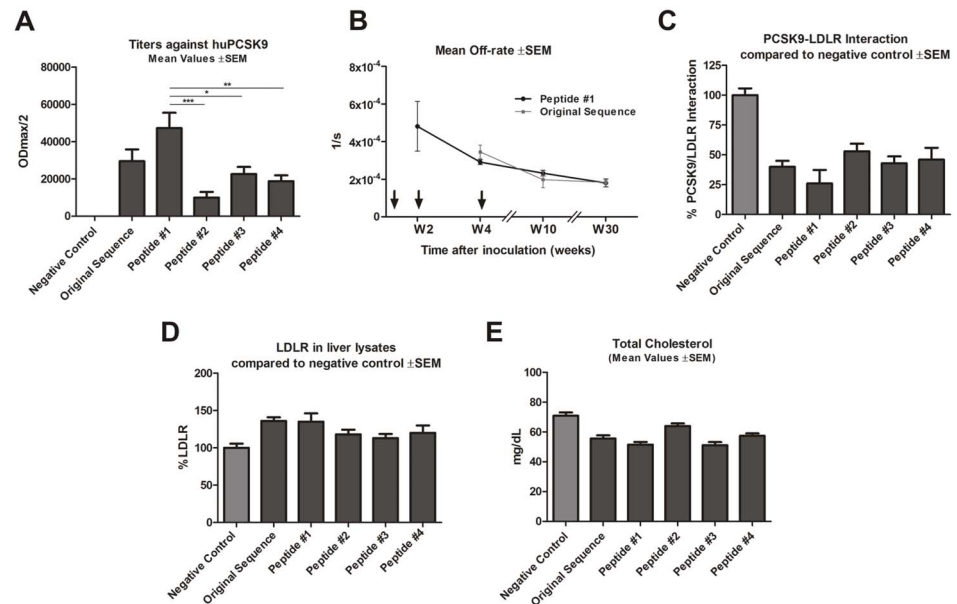 A
Titers against huPCSK9
Mean Values ±SEM
ODmax/2
80000
60000
40000
20000
0
**
*
***
Negative Control
Original Sequence
Peptide #1
Peptide #2
Peptide #3
Peptide #4
B
Mean Off-rate ±SEM
1/s
8x10⁻⁴
6x10⁻⁴
4x10⁻⁴
2x10⁻⁴
0
Peptide #1
Original Sequence
W2
W4
W10
W30
Time after inoculation (weeks)
C
PCSK9-LDLR Interaction
compared to negative control ±SEM
% PCSK9/LDLR Interaction
125
100
75
50
25
0
Negative Control
Original Sequence
Peptide #1
Peptide #2
Peptide #3
Peptide #4
D
LDLR in liver lysates
compared to negative control ±SEM
%LDLR
200
150
100
50
0
Negative Control
Original Sequence
Peptide #1
Peptide #2
Peptide #3
Peptide #4
E
Total Cholesterol
(Mean Values ±SEM)
mg/dL
100
80
60
40
20
0
Negative Control
Original Sequence
Peptide #1
Peptide #2
Peptide #3
Peptide #4